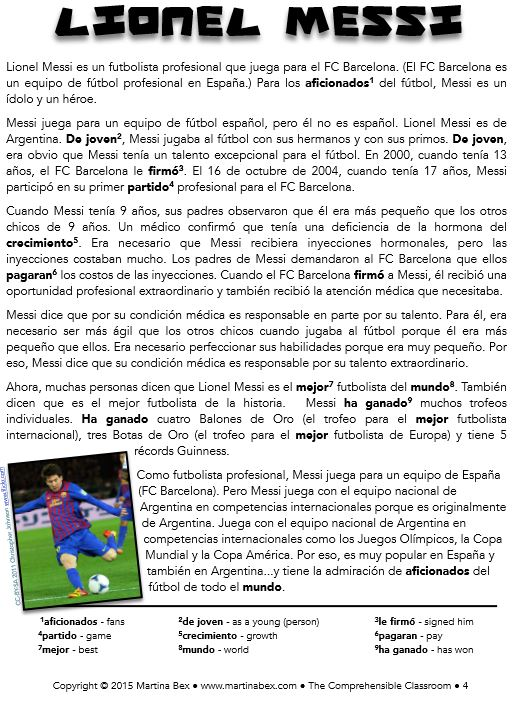 LIONEL MESSI
Lionel Messi es un futbolista profesional que juega para el FC Barcelona. (El FC Barcelona es
un equipo de fútbol profesional en España.) Para los aficionados¹ del fútbol, Messi es un
ídolo y un héroe.
Messi juega para un equipo de fútbol español, pero él no es español. Lionel Messi es de
Argentina. De joven², Messi jugaba al fútbol con sus hermanos y con sus primos. De joven,
era obvio que Messi tenía un talento excepcional para el fútbol. En 2000, cuando tenía 13
años, el FC Barcelona le firmó³. El 16 de octubre de 2004, cuando tenía 17 años, Messi
participó en su primer partido⁴ profesional para el FC Barcelona.
Cuando Messi tenía 9 años, sus padres observaron que él era más pequeño que los otros
chicos de 9 años. Un médico confirmó que tenía una deficiencia de la hormona del
crecimiento⁵. Era necesario que Messi recibiera inyecciones hormonales, pero las
inyecciones costaban mucho. Los padres de Messi demandaron al FC Barcelona que ellos
pagaran⁶ los costos de las inyecciones. Cuando el FC Barcelona firmó a Messi, él recibió una
oportunidad profesional extraordinario y también recibió la atención médica que necesitaba.
Messi dice que por su condición médica es responsable en parte por su talento. Para él, era
necesario ser más ágil que los otros chicos cuando jugaba al fútbol porque él era más
pequeño que ellos. Era necesario perfeccionar sus habilidades porque era muy pequeño. Por
eso, Messi dice que su condición médica es responsable por su talento extraordinario.
Ahora, muchas personas dicen que Lionel Messi es el mejor⁷ futbolista del mundo⁸. También
dicen que es el mejor futbolista de la historia. Messi ha ganado⁹ muchos trofeos
individuales. Ha ganado cuatro Balones de Oro (el trofeo para el mejor futbolista
internacional), tres Botas de Oro (el trofeo para el mejor futbolista de Europa) y tiene 5
récords Guinness.
Como futbolista profesional, Messi juega para un equipo de España
(FC Barcelona). Pero Messi juega con el equipo nacional de
Argentina en competencias internacionales porque es originalmente
de Argentina. Juega con el equipo nacional de Argentina en
competencias internacionales como los Juegos Olímpicos, la Copa
Mundial y la Copa América. Por eso, es muy popular en España y
también en Argentina...y tiene la admiración de aficionados del
fútbol de todo el mundo.
CC-BY-SA 2011 Christopher Johnson www.flickr.com
¹aficionados - fans ²de joven - as a young (person) ³le firmó - signed him
⁴partido - game ⁵crecimiento - growth ⁶pagaran - pay
⁷mejor - best ⁸mundo - world ⁹ha ganado - has won
Copyright © 2015 Martina Bex ● www.martinabex.com ● The Comprehensible Classroom ● 4